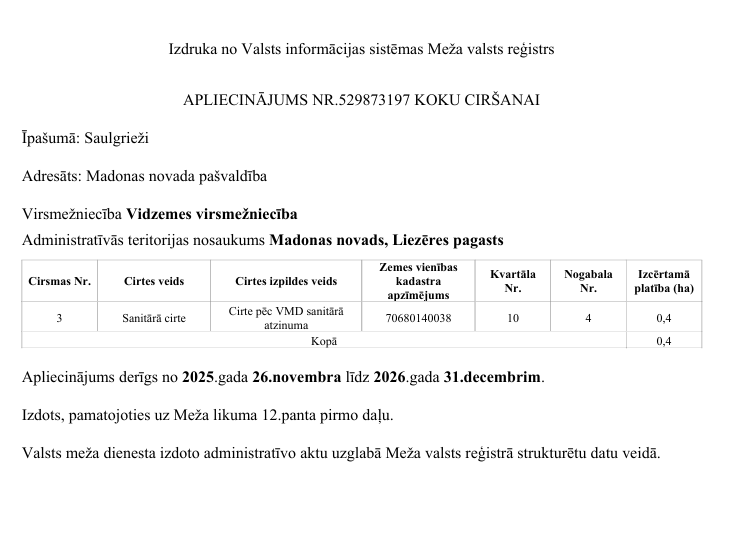 Izdruka no Valsts informācijas sistēmas Meža valsts reģistrs
APLIECINĀJUMS NR.529873197 KOKU CIRŠANAI
Īpašumā: Saulgrieži
Adresāts: Madonas novada pašvaldība
Virsmežniecība Vidzemes virsmežniecība
Administratīvās teritorijas nosaukums Madonas novads, Liezēres pagasts
Cirsmas Nr. Cirtes veids Cirtes izpildes veids Zemes vienības kadastra apzīmējums Kvartāla Nr. Nogabala Nr. Izcērtamā platība (ha)
3 Sanitārā cirte Cirte pēc VMD sanitārā atzinuma 70680140038 10 4 0,4
Kopā 0,4
Apliecinājums derīgs no 2025.gada 26.novembra līdz 2026.gada 31.decembrim.
Izdots, pamatojoties uz Meža likuma 12.panta pirmo daļu.
Valsts meža dienesta izdoto administratīvo aktu uzglabā Meža valsts reģistrā strukturētu datu veidā.